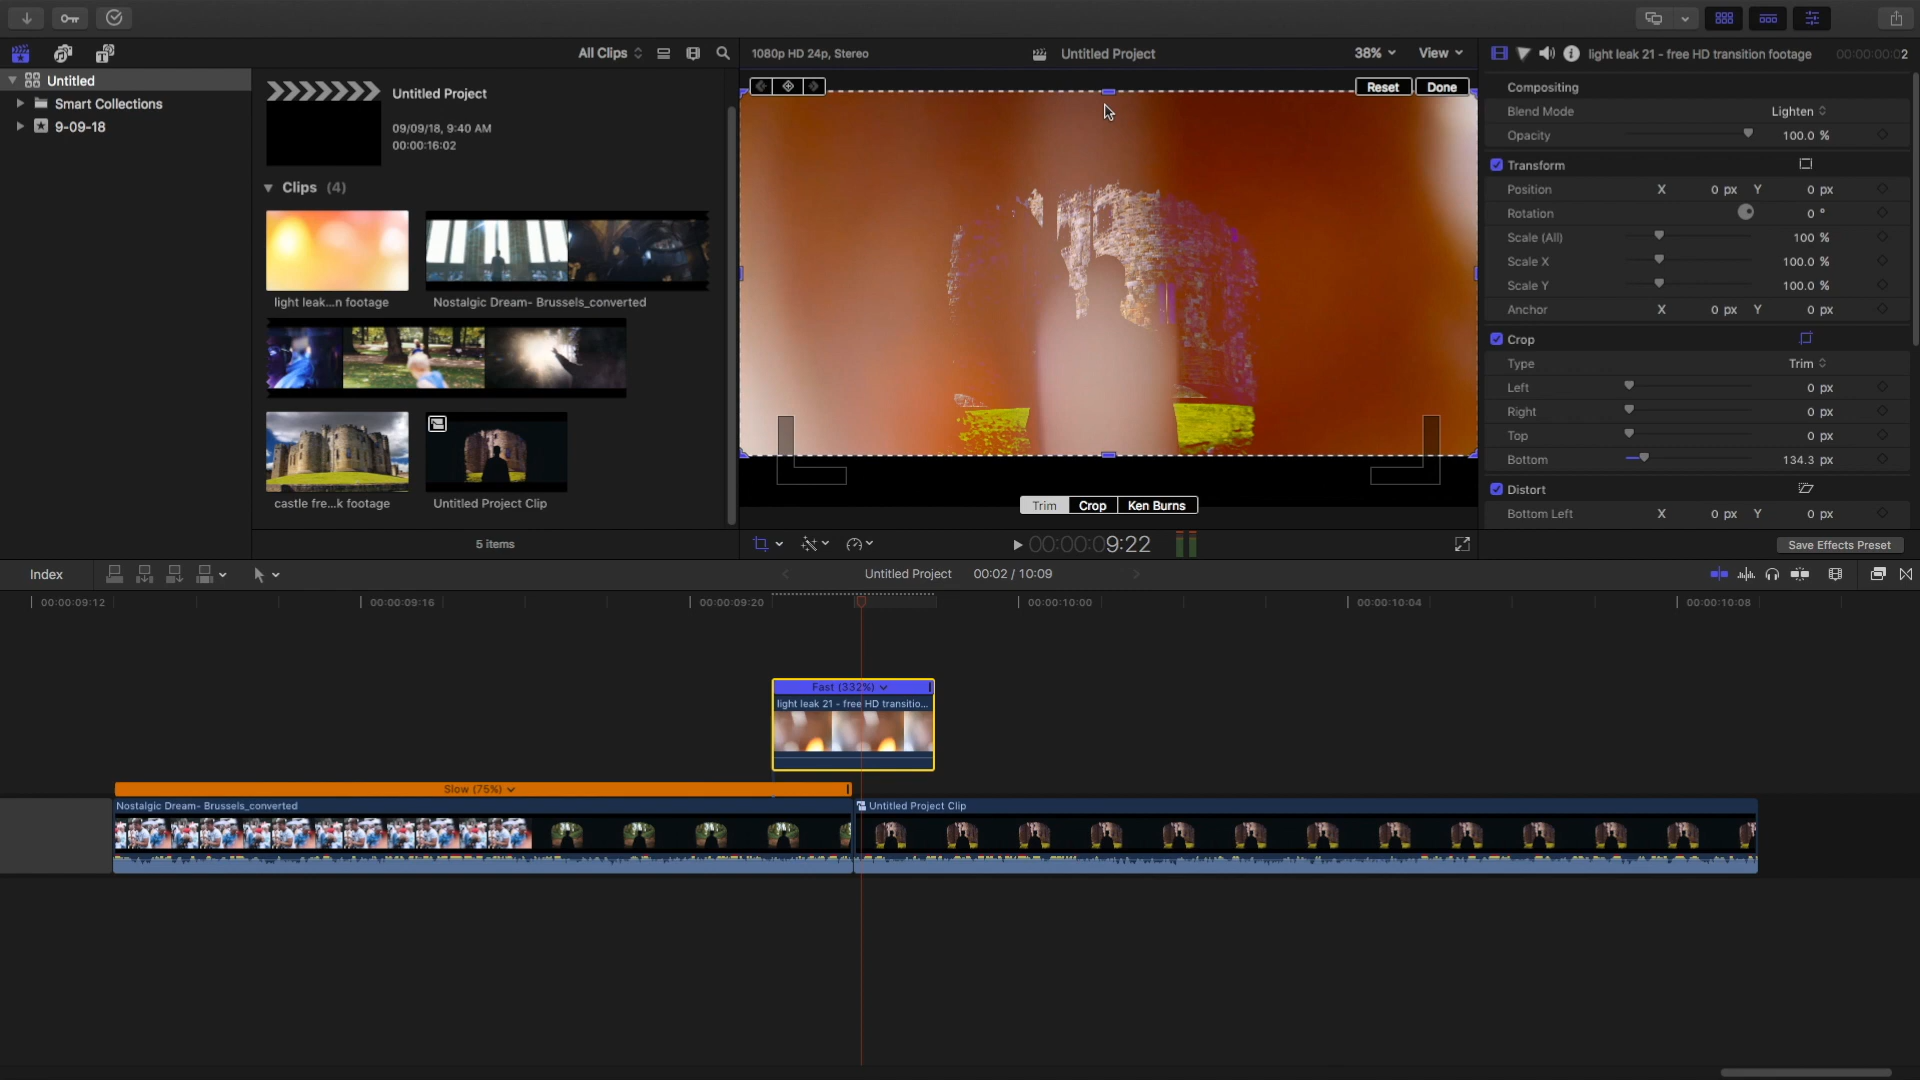 All Clips
1080p HD 24p, Stereo
Untitled Project
38%
View
light leak 21 - free HD transition footage
00:00:00:02
Untitled
Smart Collections
9-09-18
Untitled Project
09/09/18, 9:40 AM
00:00:16:02
Clips (4)
light leak...n footage
Nostalgic Dream- Brussels_converted
castle fre...k footage
Untitled Project Clip
5 items
Reset
Done
Trim
Crop
Ken Burns
00:00:09:22
Compositing
Blend Mode
Lighten
Opacity
100.0 %
Transform
Position X 0 px Y 0 px
Rotation 0 °
Scale (All) 100 %
Scale X 100.0 %
Scale Y 100.0 %
Anchor X 0 px Y 0 px
Crop
Type Trim
Left 0 px
Right 0 px
Top 0 px
Bottom 134.3 px
Distort
Bottom Left X 0 px Y 0 px
Save Effects Preset
Index
Untitled Project 00:02 / 10:09
00:00:09:12
00:00:09:16
00:00:09:20
00:00:10:00
00:00:10:04
00:00:10:08
Fast (332%)
light leak 21 - free HD transitio...
Slow (75%)
Nostalgic Dream- Brussels_converted
Untitled Project Clip